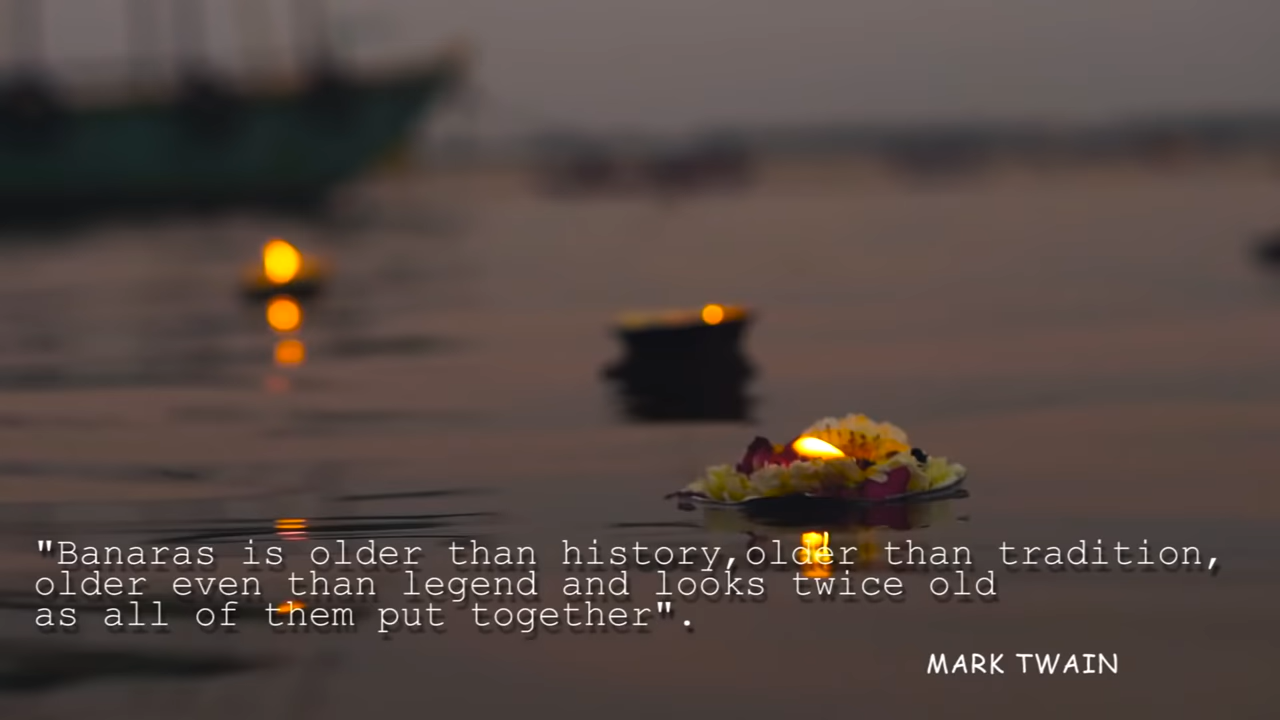 "Banaras is older than history,older than tradition,
older even than legend and looks twice old
as all of them put together".
MARK TWAIN